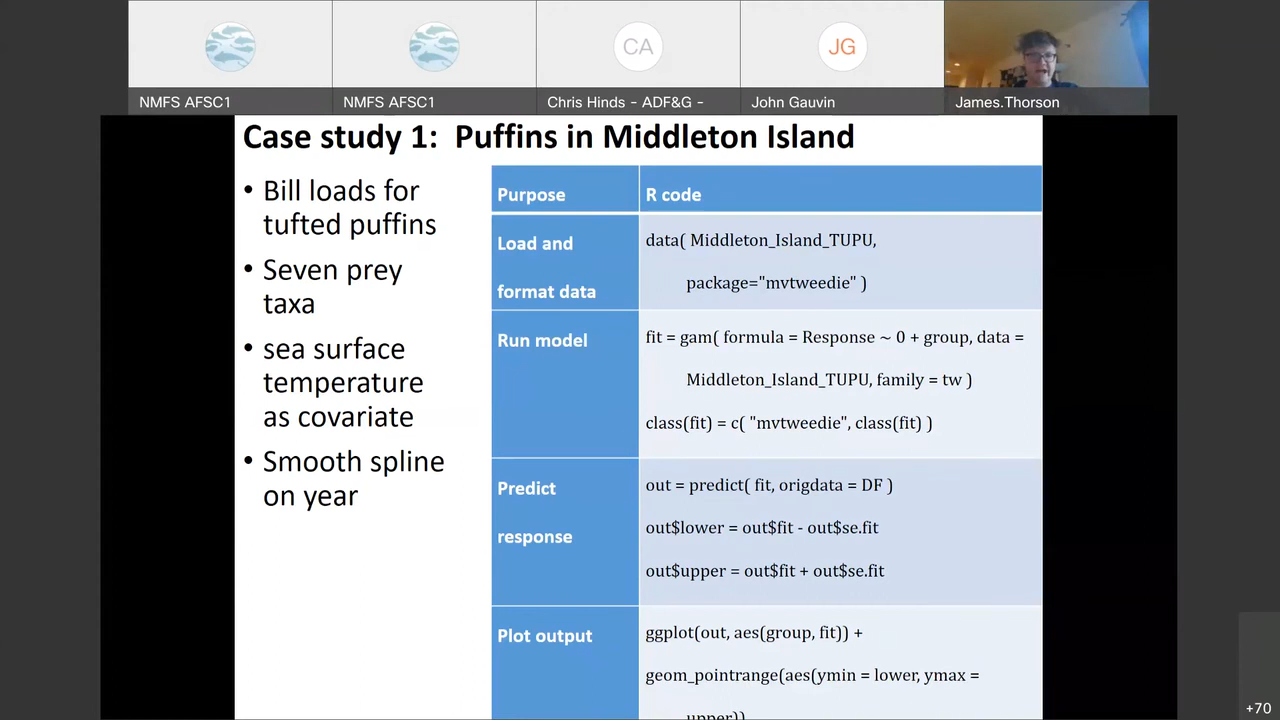 CA
JG
NMFS AFSC1
NMFS AFSC1
Chris Hinds - ADF&G -
John Gauvin
James.Thorson
Case study 1:  Puffins in Middleton Island
• Bill loads for
tufted puffins
• Seven prey
taxa
• sea surface
temperature
as covariate
• Smooth spline
on year
Purpose
R code
Load and
format data
data( Middleton_Island_TUPU,
package="mvtweedie" )
Run model
fit = gam( formula = Response ~ 0 + group, data =
Middleton_Island_TUPU, family = tw )
class(fit) = c( "mvtweedie", class(fit) )
Predict
response
out = predict( fit, origdata = DF )
out$lower = out$fit - out$se.fit
out$upper = out$fit + out$se.fit
Plot output
ggplot(out, aes(group, fit)) +
geom_pointrange(aes(ymin = lower, ymax =
upper))
+70